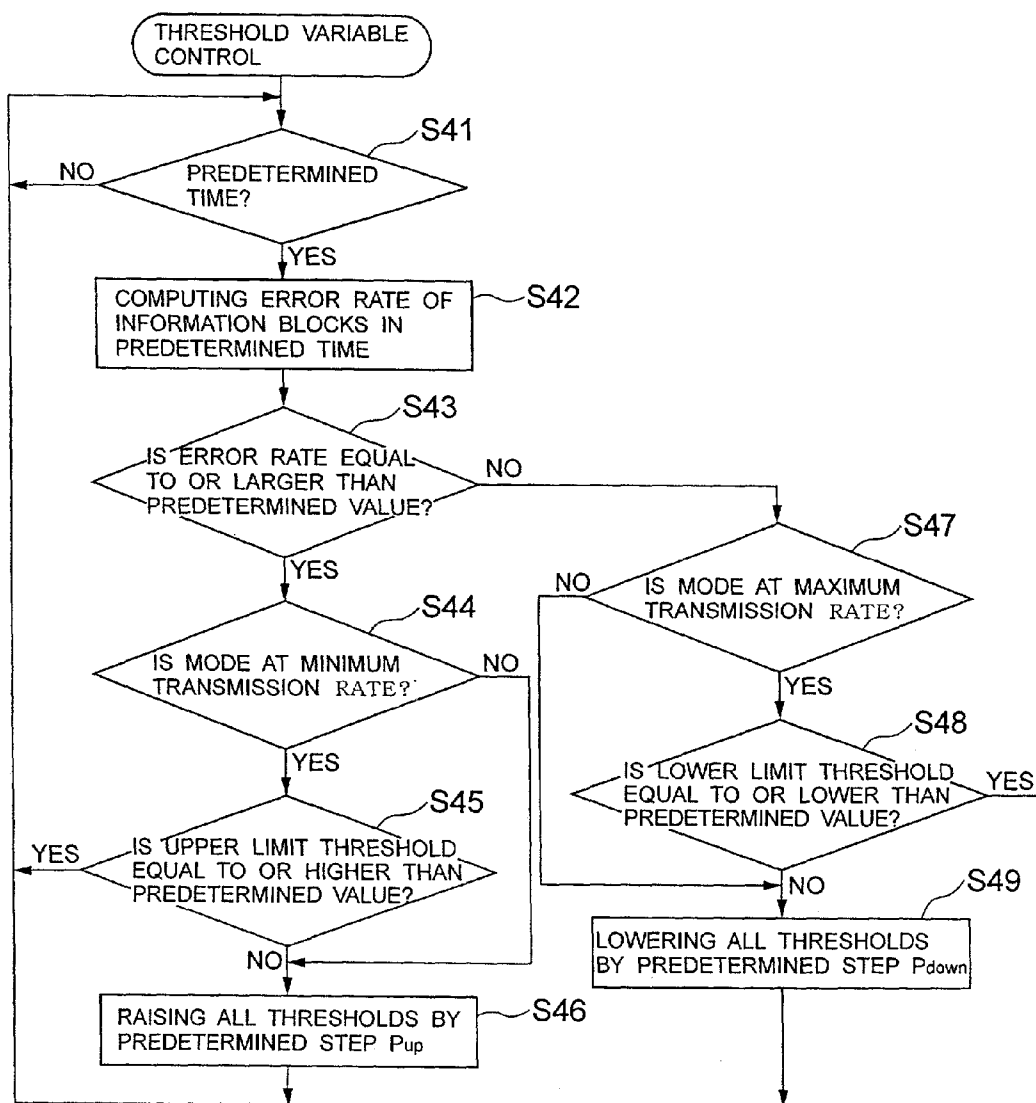 THRESHOLD VARIABLE
CONTROL
S41
NO
PREDETERMINED
TIME?
YES
S42
COMPUTING ERROR RATE OF
INFORMATION BLOCKS IN
PREDETERMINED TIME
S43
IS ERROR RATE EQUAL
TO OR LARGER THAN
PREDETERMINED VALUE?
NO
YES
S44
IS MODE AT MINIMUM
TRANSMISSION RATE?
NO
YES
S45
YES
IS UPPER LIMIT THRESHOLD
EQUAL TO OR HIGHER THAN
PREDETERMINED VALUE?
NO
S46
RAISING ALL THRESHOLDS BY
PREDETERMINED STEP Pup
S47
NO
IS MODE AT MAXIMUM
TRANSMISSION RATE?
YES
S48
IS LOWER LIMIT THRESHOLD
EQUAL TO OR LOWER THAN
PREDETERMINED VALUE?
YES
NO
S49
LOWERING ALL THRESHOLDS
BY PREDETERMINED STEP Pdown